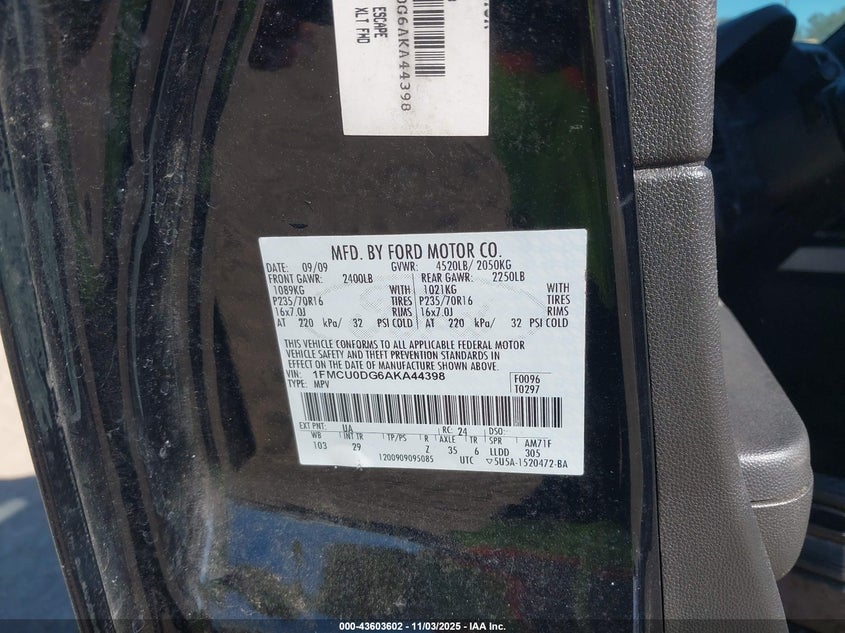 ESCAPE
XLT FWD
DG6AKA44398
MFD. BY FORD MOTOR CO.
DATE: 09/09 GVWR: 4520LB/ 2050KG
FRONT GAWR: 2400LB REAR GAWR: 2250LB
1089KG WITH 1021KG WITH
P235/70R16 TIRES P235/70R16 TIRES
16x7.0J RIMS 16x7.0J RIMS
AT 220 kPa/ 32 PSI COLD AT 220 kPa/ 32 PSI COLD
THIS VEHICLE CONFORMS TO ALL APPLICABLE FEDERAL MOTOR
VEHICLE SAFETY AND THEFT PREVENTION STANDARDS IN
EFFECT ON THE DATE OF MANUFACTURE SHOWN ABOVE.
VIN: 1FMCU0DG6AKA44398 F0096
TYPE: MPV T0297
EXT PNT: UA RC: 24 DSO:
WB INT TR TP/PS R AXLE TR SPR AM71F
103 29 Z 35 6 LLDD 305
1200909095085 UTC ▽5U5A-1520472-BA
000-43603602 - 11/03/2025 - IAA Inc.